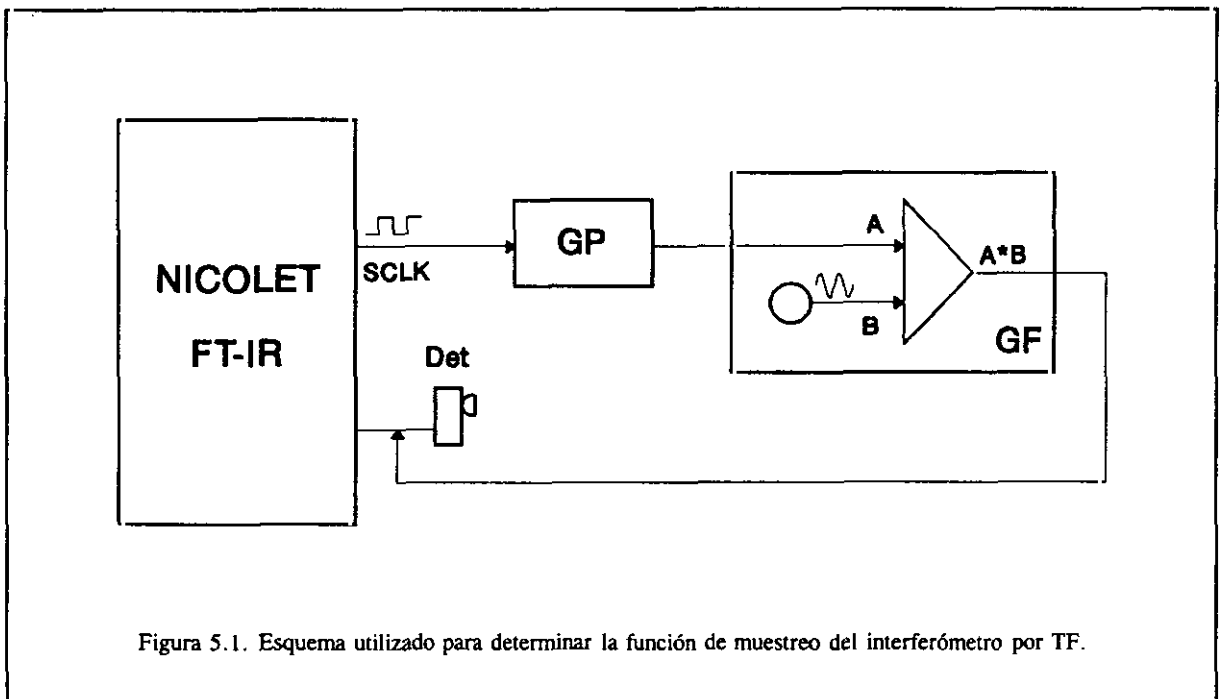 NICOLET
FT-IR
SCLK
GP
A
B
A*B
GF
Det
Figura 5.1. Esquema utilizado para determinar la función de muestreo del interferómetro por TF.